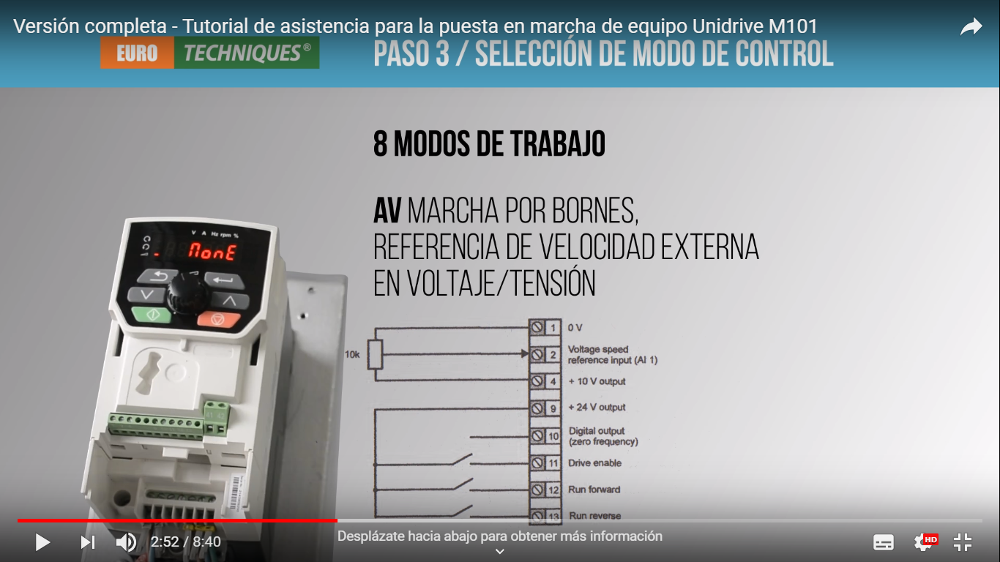 Versión completa - Tutorial de asistencia para la puesta en marcha de equipo Unidrive M101
EURO TECHNIQUES®
PASO 3 / SELECCIÓN DE MODO DE CONTROL
8 MODOS DE TRABAJO
AV MARCHA POR BORNES,
REFERENCIA DE VELOCIDAD EXTERNA
EN VOLTAJE/TENSIÓN
V A Hz rpm %
NonE
41 42
10k
1 0 V
2 Voltage speed
reference input (AI 1)
4 + 10 V output
9 + 24 V output
10 Digital output
(zero frequency)
11 Drive enable
12 Run forward
13 Run reverse
2:52 / 8:40
Desplázate hacia abajo para obtener más información
HD